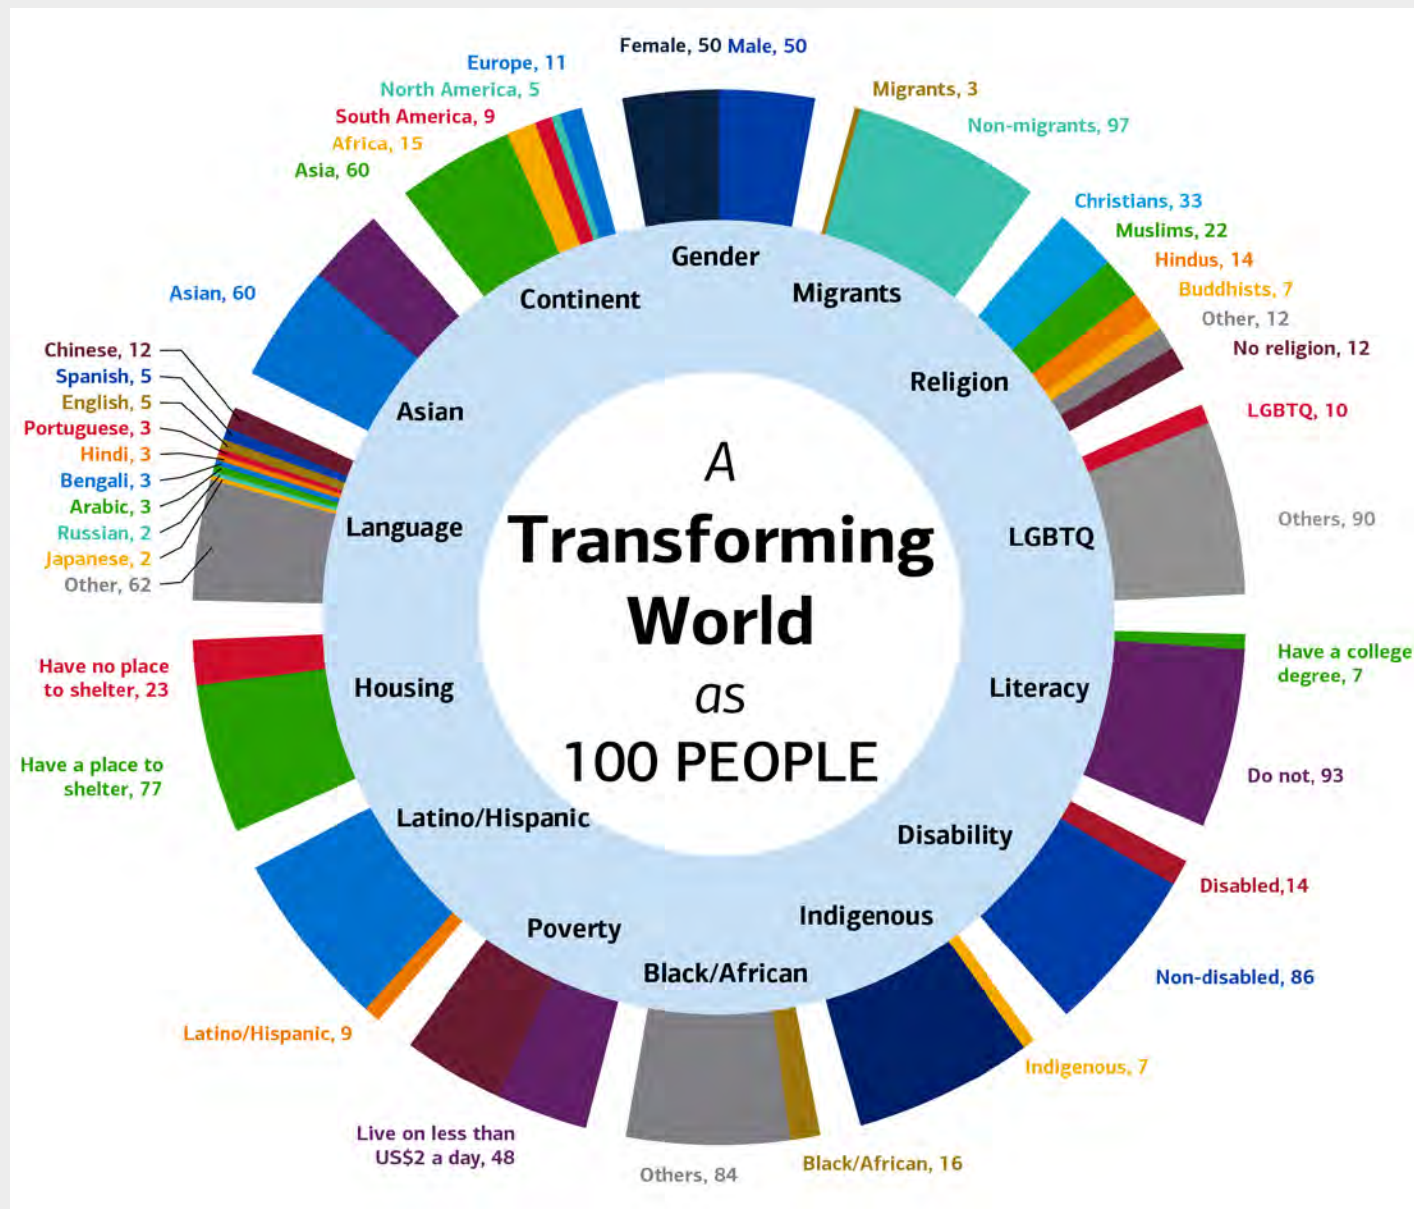 Female, 50 Male, 50
Europe, 11
North America, 5
South America, 9
Africa, 15
Asia, 60
Migrants, 3
Non-migrants, 97
Christians, 33
Muslims, 22
Hindus, 14
Buddhists, 7
Other, 12
No religion, 12
LGBTQ, 10
Others, 90
Have a college
degree, 7
Do not, 93
Disabled,14
Non-disabled, 86
Indigenous, 7
Black/African, 16
Others, 84
Live on less than
US$2 a day, 48
Latino/Hispanic, 9
Have a place to
shelter, 77
Have no place
to shelter, 23
Asian, 60
Chinese, 12
Spanish, 5
English, 5
Portuguese, 3
Hindi, 3
Bengali, 3
Arabic, 3
Russian, 2
Japanese, 2
Other, 62
Gender
Migrants
Religion
LGBTQ
Literacy
Disability
Indigenous
Black/African
Poverty
Latino/Hispanic
Housing
Language
Asian
Continent
A
Transforming
World
as
100 PEOPLE